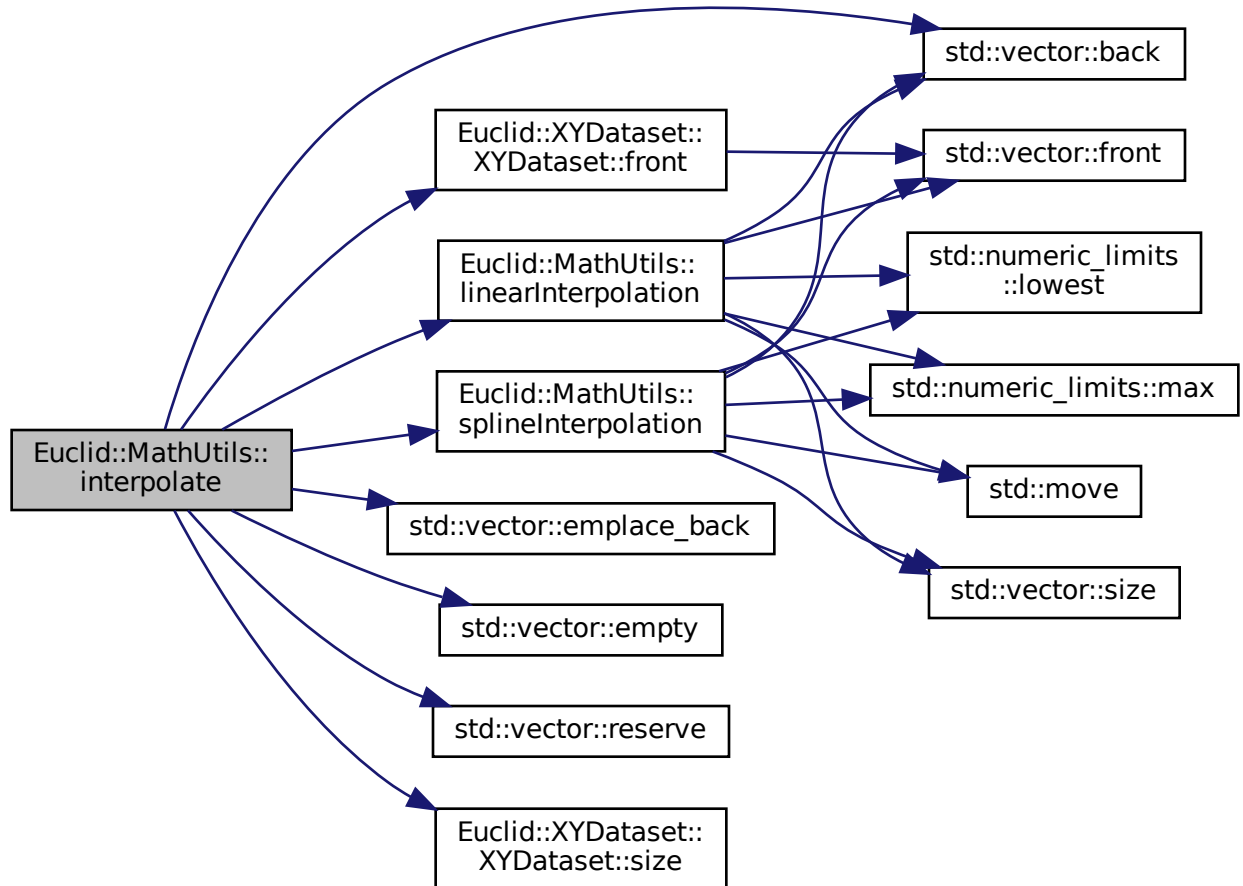 Euclid::MathUtils::
interpolate
Euclid::XYDataset::
XYDataset::front
Euclid::MathUtils::
linearInterpolation
Euclid::MathUtils::
splineInterpolation
std::vector::emplace_back
std::vector::empty
std::vector::reserve
Euclid::XYDataset::
XYDataset::size
std::vector::back
std::vector::front
std::numeric_limits
::lowest
std::numeric_limits::max
std::move
std::vector::size